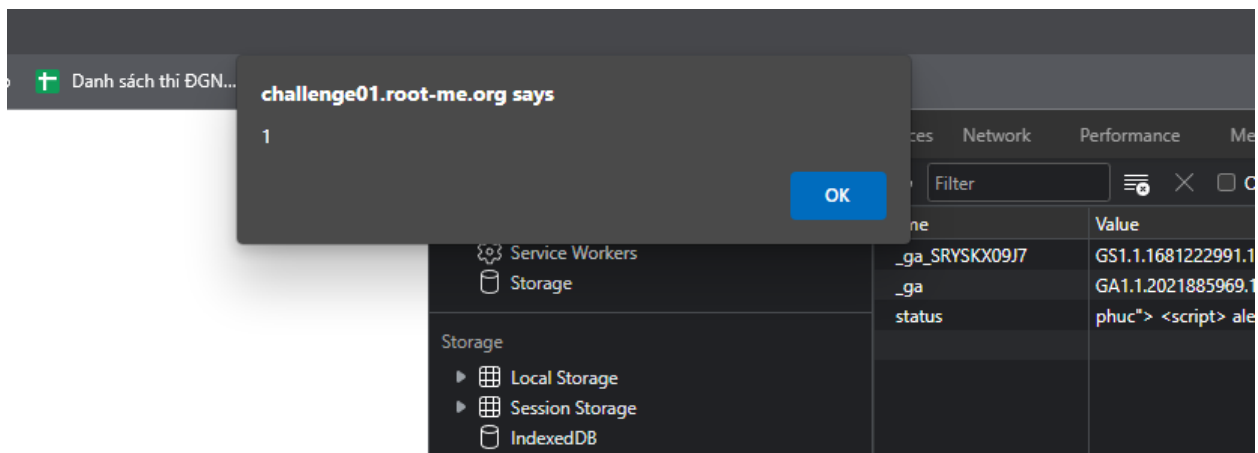 Danh sách thi ĐGN...
challenge01.root-me.org says
1
OK
Network Performance
Filter
Value
Service Workers
_ga_SRYSKX09J7 GS1.1.1681222991.1
Storage
_ga GA1.1.2021885969.1
status phuc"> <script> ale
Storage
Local Storage
Session Storage
IndexedDB